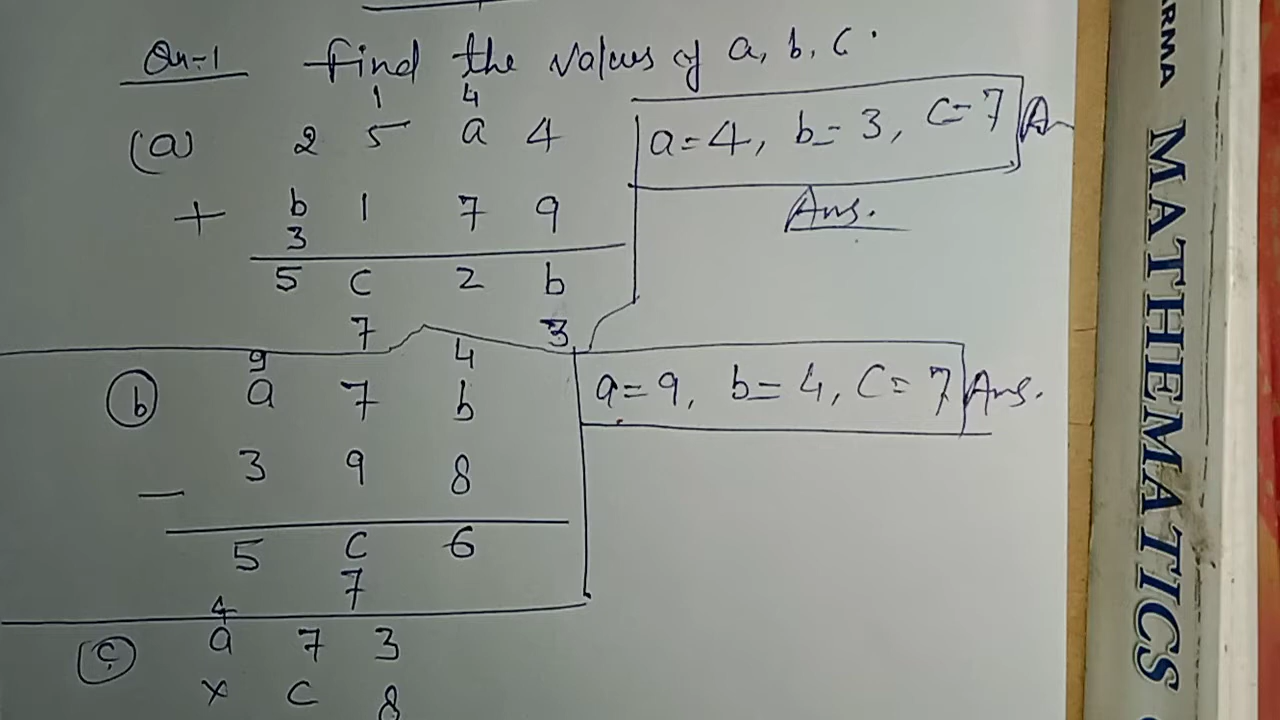 Qn-1 Find the values of a, b, c.
1 4
(a) 2 5 a 4
+ b 1 7 9
3
5 c 2 b
7 3
a=4, b=3, c=7 An
Ans.
9 4
(b) a 7 b
- 3 9 8
5 c 6
7
a=9, b=4, c=7 Ans.
4
(c) a 7 3
x c 8
ARMA MATHEMATICS